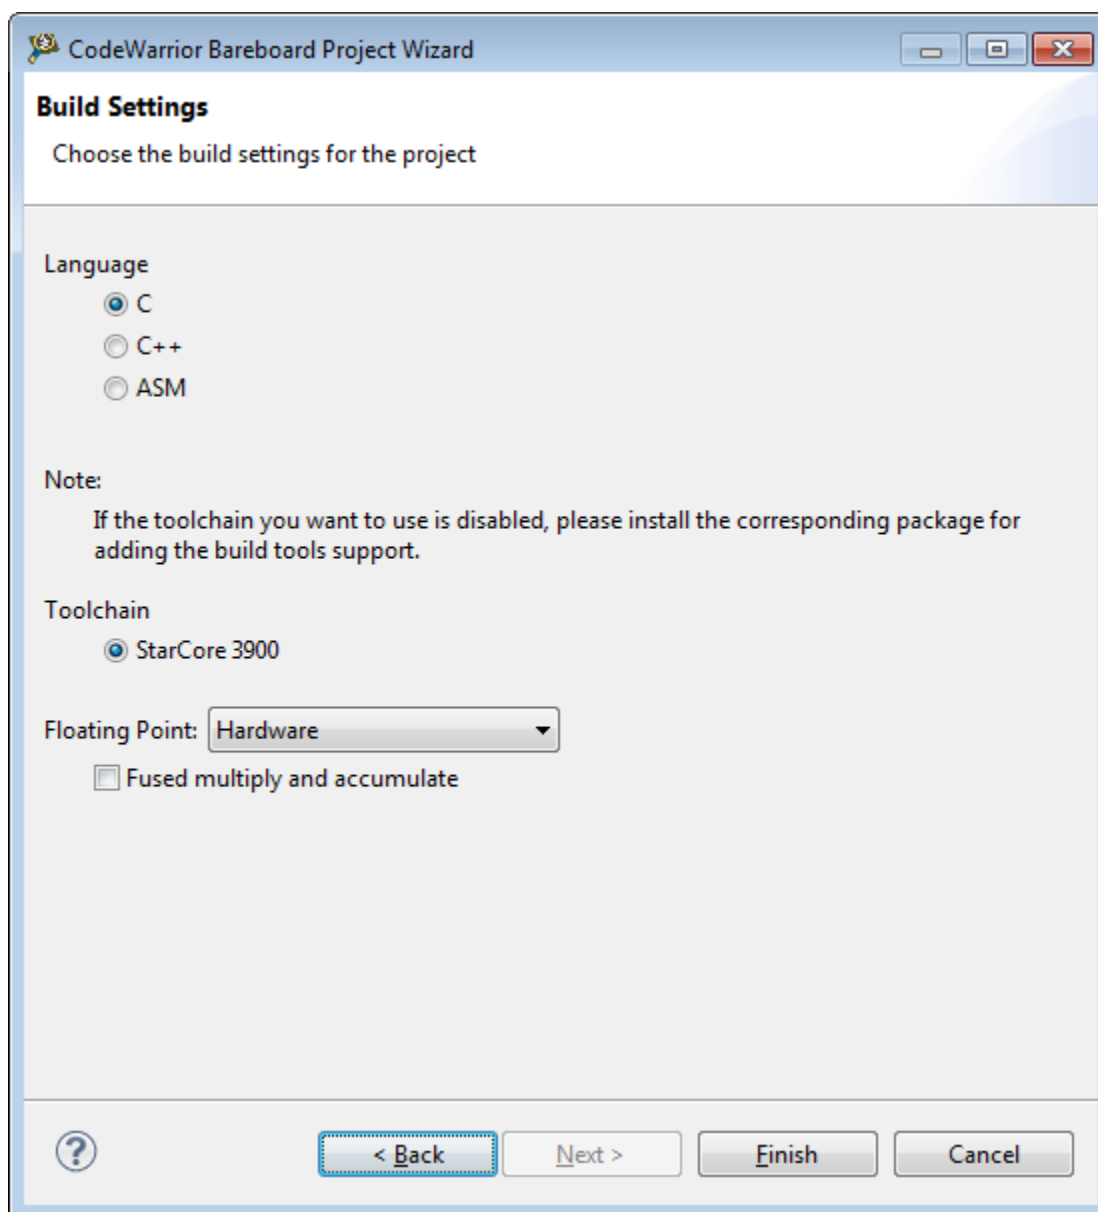 CodeWarrior Bareboard Project Wizard
Build Settings
Choose the build settings for the project
Language
C
C++
ASM
Note:
If the toolchain you want to use is disabled, please install the corresponding package for
adding the build tools support.
Toolchain
StarCore 3900
Floating Point: Hardware
Fused multiply and accumulate
? < Back Next > Finish Cancel